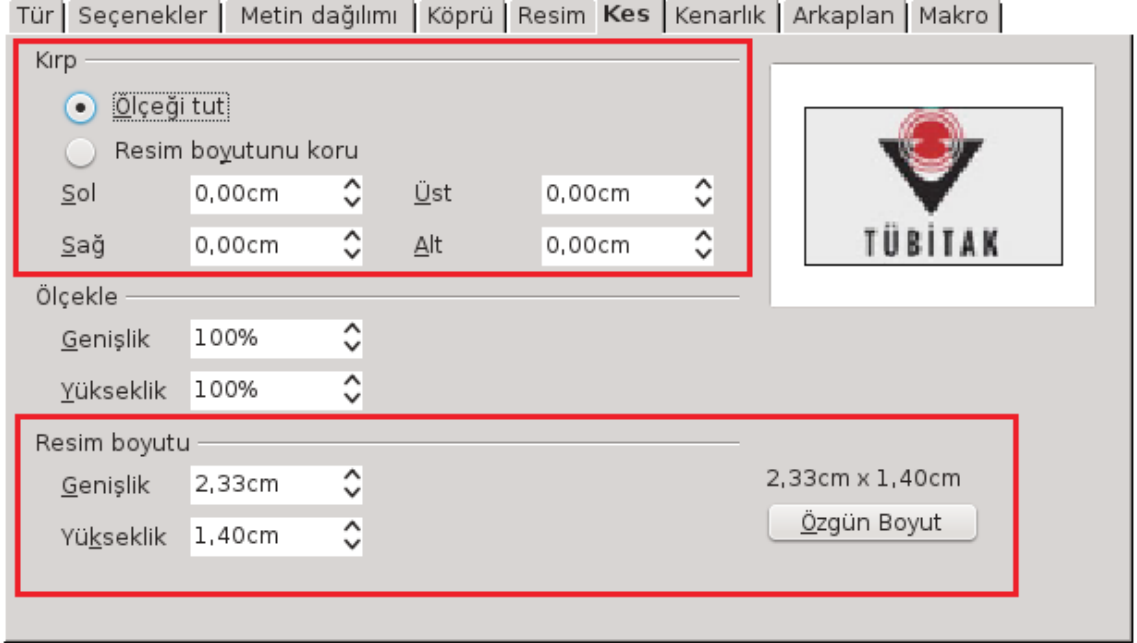 Tür Seçenekler Metin dağılımı Köprü Resim Kes Kenarlık Arkaplan Makro
Kırp
Ölçeği tut
Resim boyutunu koru
Sol 0,00cm Üst 0,00cm
Sağ 0,00cm Alt 0,00cm
TÜBİTAK
Ölçekle
Genişlik 100%
Yükseklik 100%
Resim boyutu
Genişlik 2,33cm 2,33cm x 1,40cm
Yükseklik 1,40cm Özgün Boyut